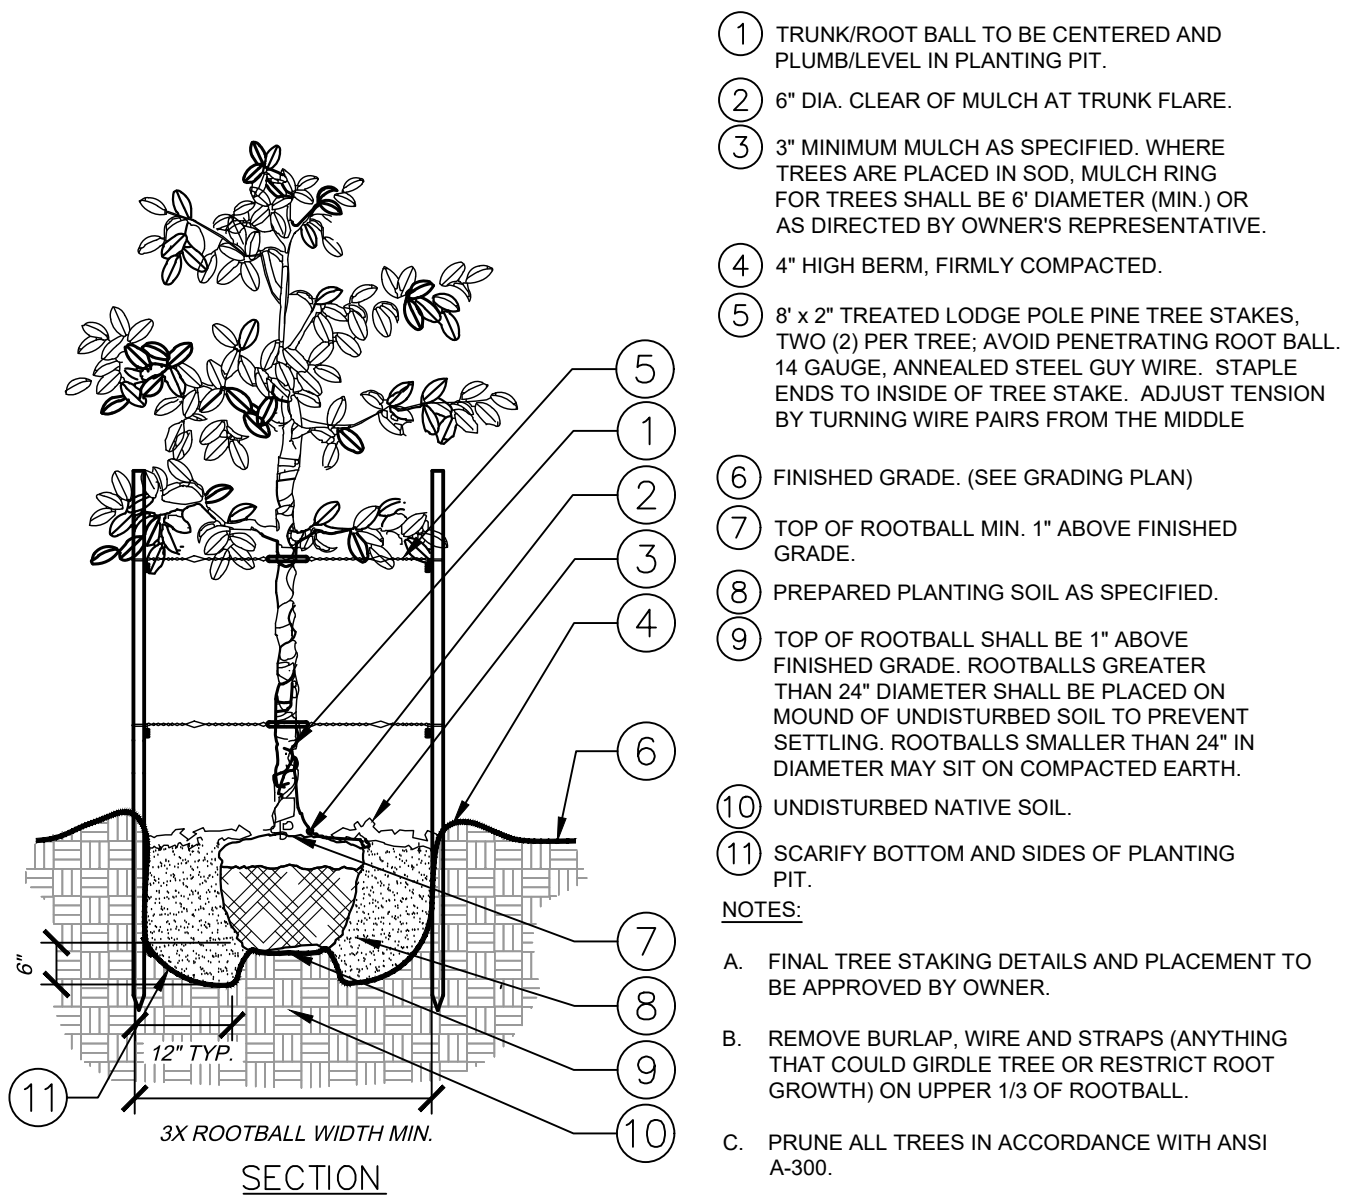 1 TRUNK/ROOT BALL TO BE CENTERED AND
PLUMB/LEVEL IN PLANTING PIT.
2 6" DIA. CLEAR OF MULCH AT TRUNK FLARE.
3 3" MINIMUM MULCH AS SPECIFIED. WHERE
TREES ARE PLACED IN SOD, MULCH RING
FOR TREES SHALL BE 6' DIAMETER (MIN.) OR
AS DIRECTED BY OWNER'S REPRESENTATIVE.
4 4" HIGH BERM, FIRMLY COMPACTED.
5 8' x 2" TREATED LODGE POLE PINE TREE STAKES,
TWO (2) PER TREE; AVOID PENETRATING ROOT BALL.
14 GAUGE, ANNEALED STEEL GUY WIRE. STAPLE
ENDS TO INSIDE OF TREE STAKE. ADJUST TENSION
BY TURNING WIRE PAIRS FROM THE MIDDLE
6 FINISHED GRADE. (SEE GRADING PLAN)
7 TOP OF ROOTBALL MIN. 1" ABOVE FINISHED
GRADE.
8 PREPARED PLANTING SOIL AS SPECIFIED.
9 TOP OF ROOTBALL SHALL BE 1" ABOVE
FINISHED GRADE. ROOTBALLS GREATER
THAN 24" DIAMETER SHALL BE PLACED ON
MOUND OF UNDISTURBED SOIL TO PREVENT
SETTLING. ROOTBALLS SMALLER THAN 24" IN
DIAMETER MAY SIT ON COMPACTED EARTH.
10 UNDISTURBED NATIVE SOIL.
11 SCARIFY BOTTOM AND SIDES OF PLANTING
PIT.
NOTES:
A. FINAL TREE STAKING DETAILS AND PLACEMENT TO
BE APPROVED BY OWNER.
B. REMOVE BURLAP, WIRE AND STRAPS (ANYTHING
THAT COULD GIRDLE TREE OR RESTRICT ROOT
GROWTH) ON UPPER 1/3 OF ROOTBALL.
C. PRUNE ALL TREES IN ACCORDANCE WITH ANSI
A-300.
5
1
2
3
4
6
7
8
9
10
11
6"
12" TYP.
3X ROOTBALL WIDTH MIN.
SECTION